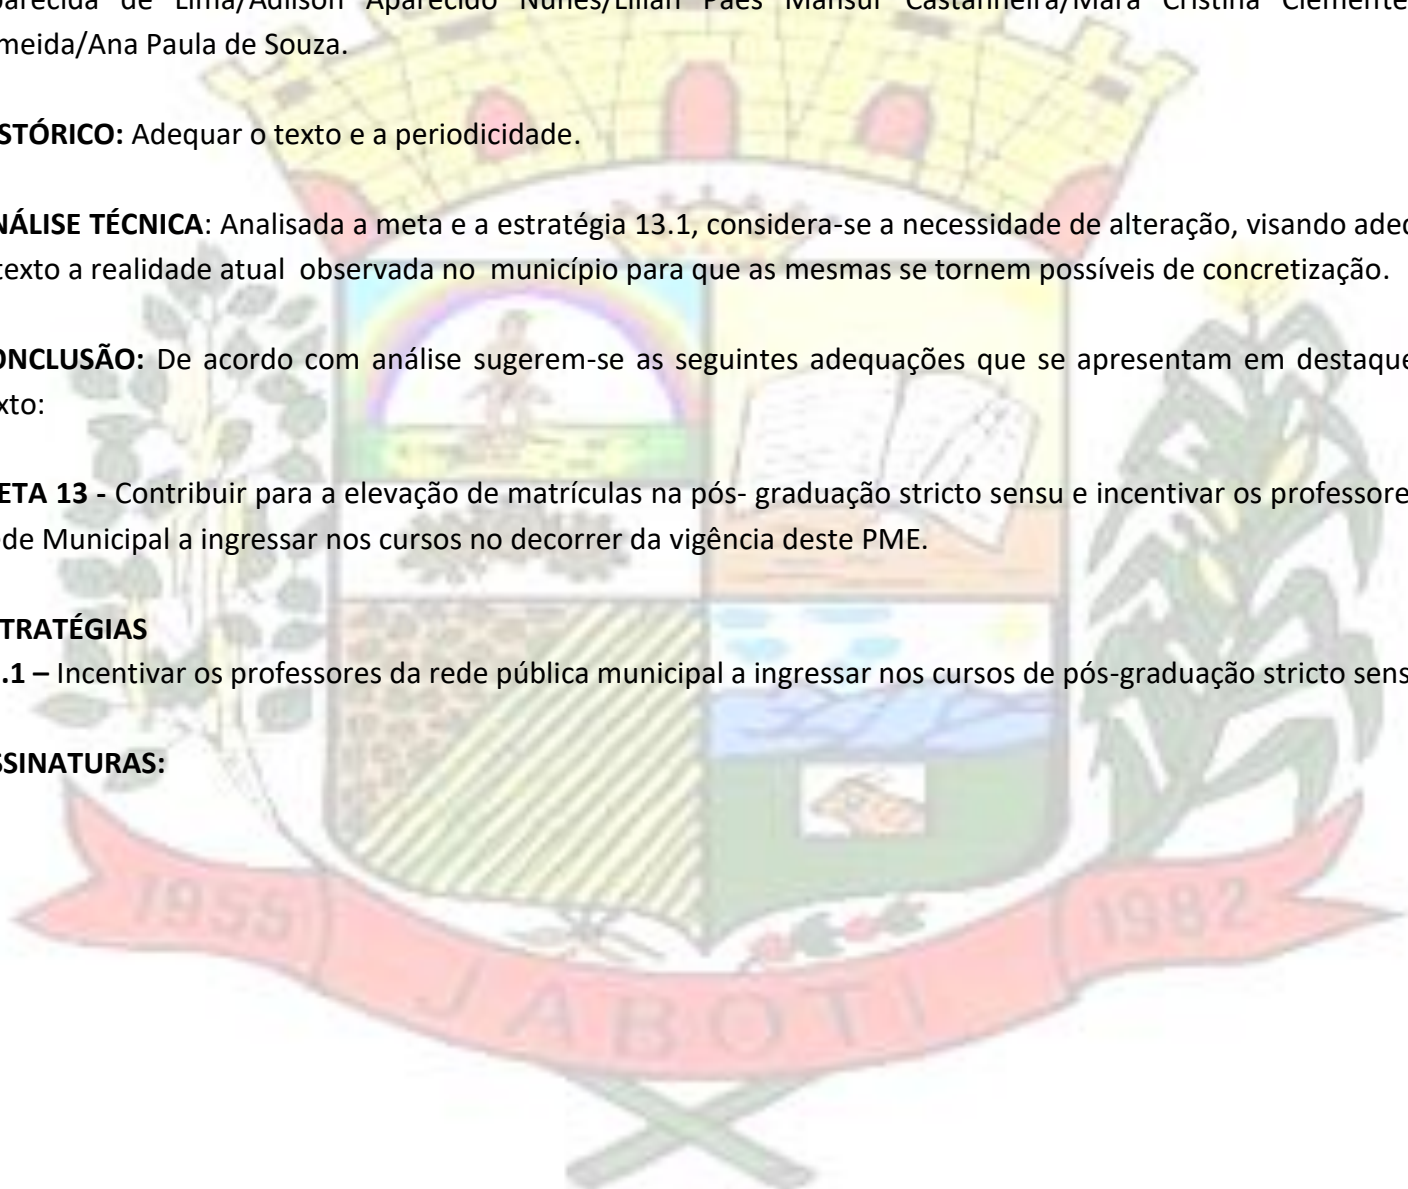 parecida de Lima/Adilson Aparecido Nunes/Lilian Paes Mansur Castanheira/Mara Cristina Clemente
meida/Ana Paula de Souza.
STÓRICO: Adequar o texto e a periodicidade.
NÁLISE TÉCNICA: Analisada a meta e a estratégia 13.1, considera-se a necessidade de alteração, visando adec
texto a realidade atual observada no município para que as mesmas se tornem possíveis de concretização.
ONCLUSÃO: De acordo com análise sugerem-se as seguintes adequações que se apresentam em destaque
xto:
ETA 13 - Contribuir para a elevação de matrículas na pós- graduação stricto sensu e incentivar os professore
ede Municipal a ingressar nos cursos no decorrer da vigência deste PME.
TRATÉGIAS
.1 – Incentivar os professores da rede pública municipal a ingressar nos cursos de pós-graduação stricto sens
SSINATURAS:
1955 1982
JABOTI